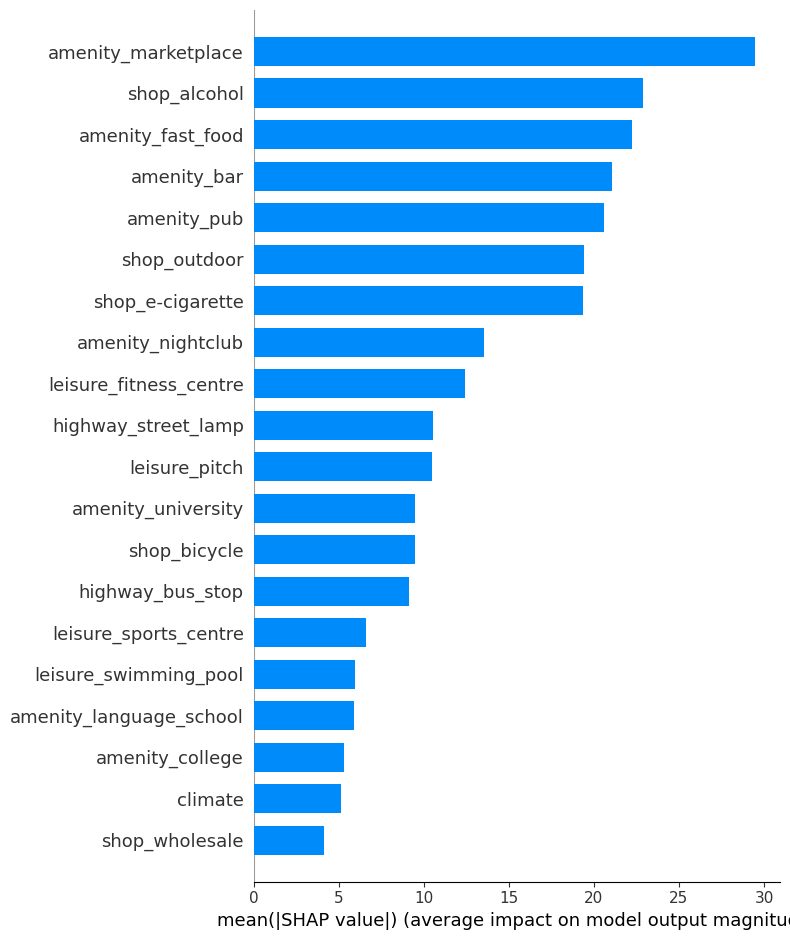 amenity_marketplace
shop_alcohol
amenity_fast_food
amenity_bar
amenity_pub
shop_outdoor
shop_e-cigarette
amenity_nightclub
leisure_fitness_centre
highway_street_lamp
leisure_pitch
amenity_university
shop_bicycle
highway_bus_stop
leisure_sports_centre
leisure_swimming_pool
amenity_language_school
amenity_college
climate
shop_wholesale
0 5 10 15 20 25 30
mean(|SHAP value|) (average impact on model output magnitu